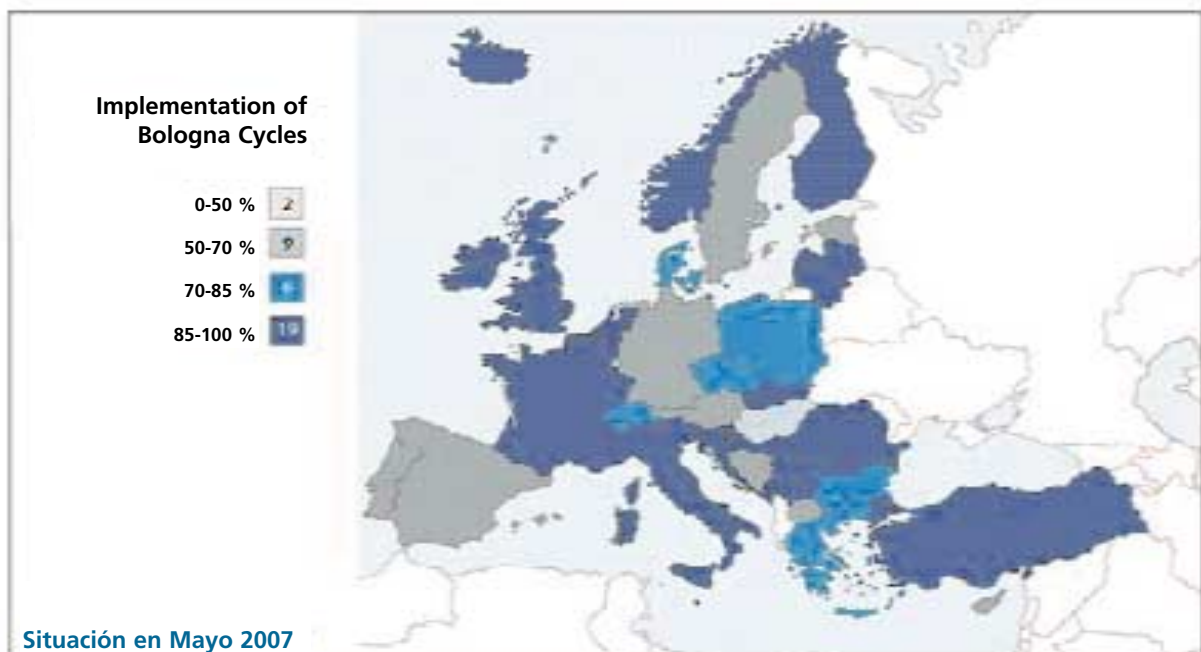 Implementation of
Bologna Cycles
0-50 % 2
50-70 % 9
70-85 %
85-100 % 19
Situación en Mayo 2007